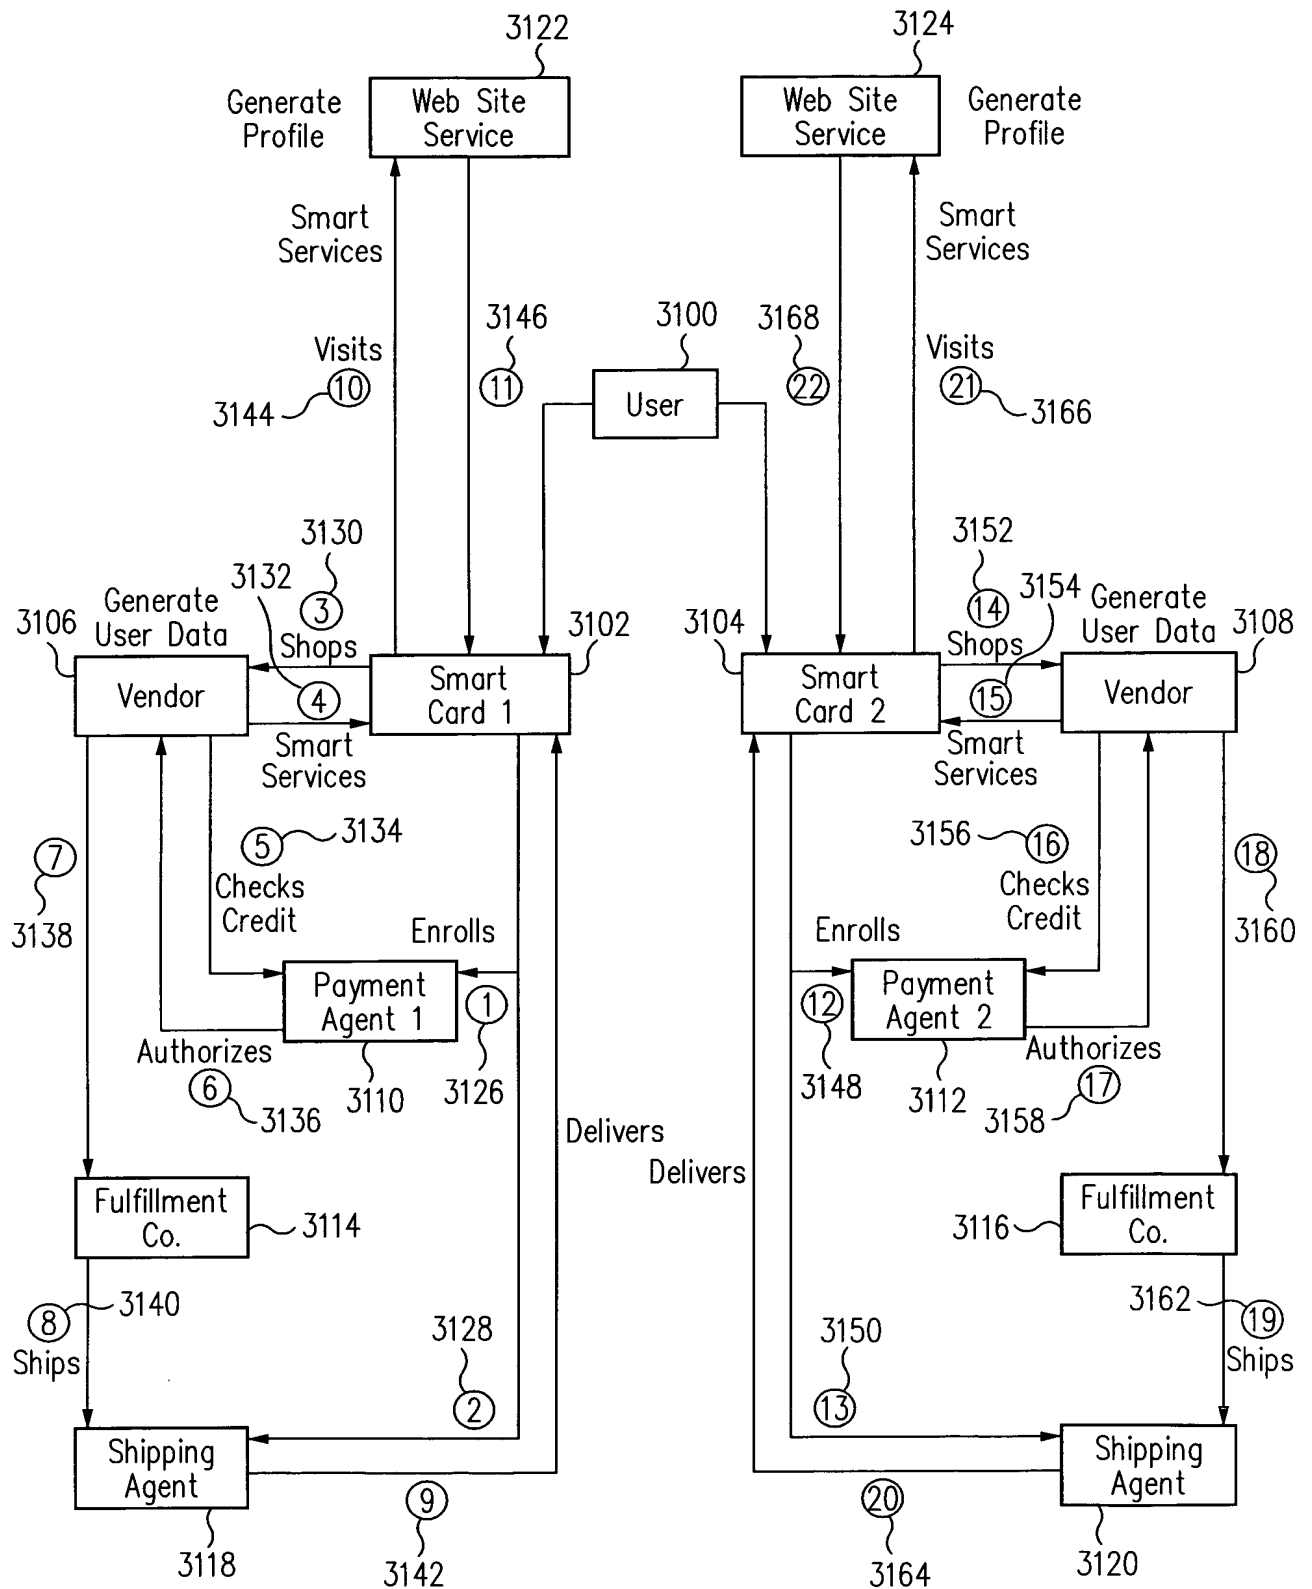 3122
3124
Generate
Profile
Web Site
Service
Web Site
Service
Generate
Profile
Smart
Services
Smart
Services
3146
3100
3168
Visits
10
11
User
22
Visits
21
3144
3166
3130
3152
3132
3
14
3154
Generate
User Data
Generate
User Data
3106
Shops
3102
3104
Shops
3108
Vendor
4
Smart
Card 1
Smart
Card 2
15
Vendor
Smart
Services
Smart
Services
7
5
3134
3156
16
18
Checks
Credit
Checks
Credit
3138
Enrolls
Enrolls
3160
Payment
Agent 1
1
12
Payment
Agent 2
Authorizes
Authorizes
6
3136
3110
3126
3148
3112
3158
17
Delivers
Delivers
Fulfillment
Co.
3114
3116
Fulfillment
Co.
8
3140
3162
19
Ships
3128
3150
Ships
2
13
Shipping
Agent
Shipping
Agent
9
20
3118
3142
3164
3120